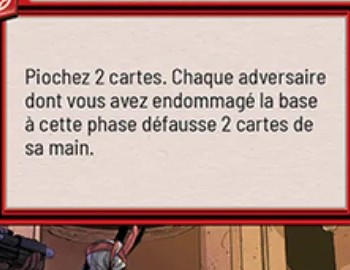 Piochez 2 cartes. Chaque adversaire
dont vous avez endommagé la base
à cette phase défausse 2 cartes de
sa main.